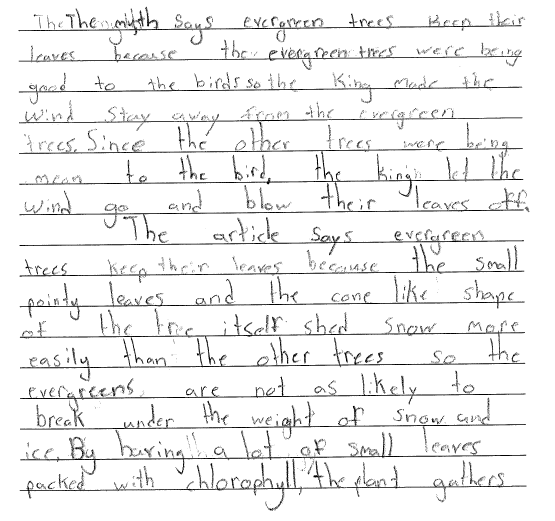 The myth says evergreen trees keep their
leaves because the evergreen trees were being
good to the birds so the King made the
wind stay away from the evergreen
trees. Since the other trees were being
mean to the bird, the King let the
wind go and blow their leaves off.
The article says evergreen
trees keep their leaves because the small
pointy leaves and the cone like shape
of the tree itself shed snow more
easily than the other trees so the
evergreens are not as likely to
break under the weight of snow and
ice. By having a lot of small leaves
packed with chlorophyll, the plant gathers